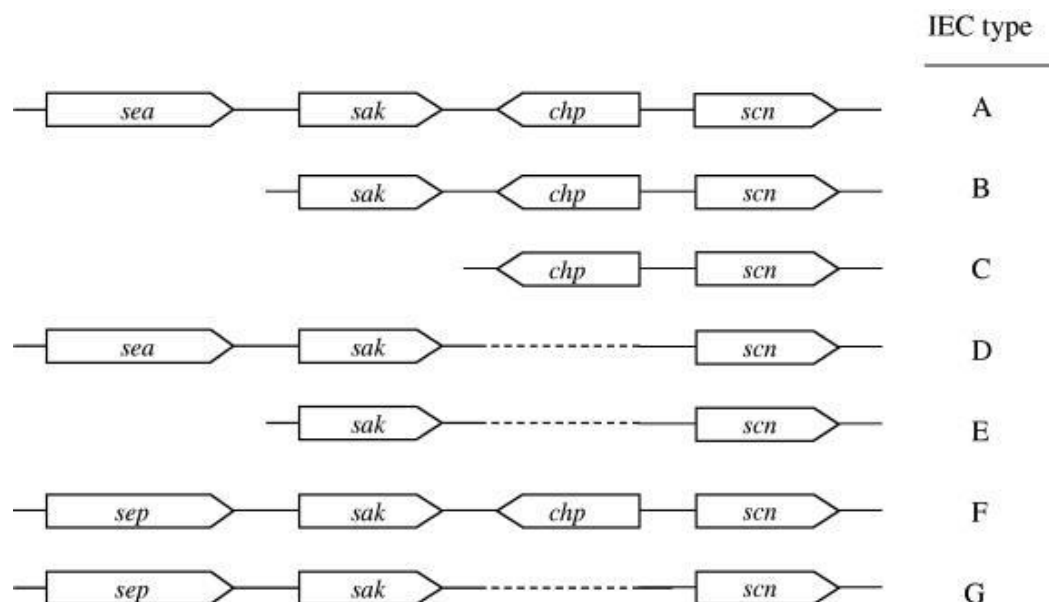 IEC type
sea sak chp scn A
sak chp scn B
chp scn C
sea sak scn D
sak scn E
sep sak chp scn F
sep sak scn G